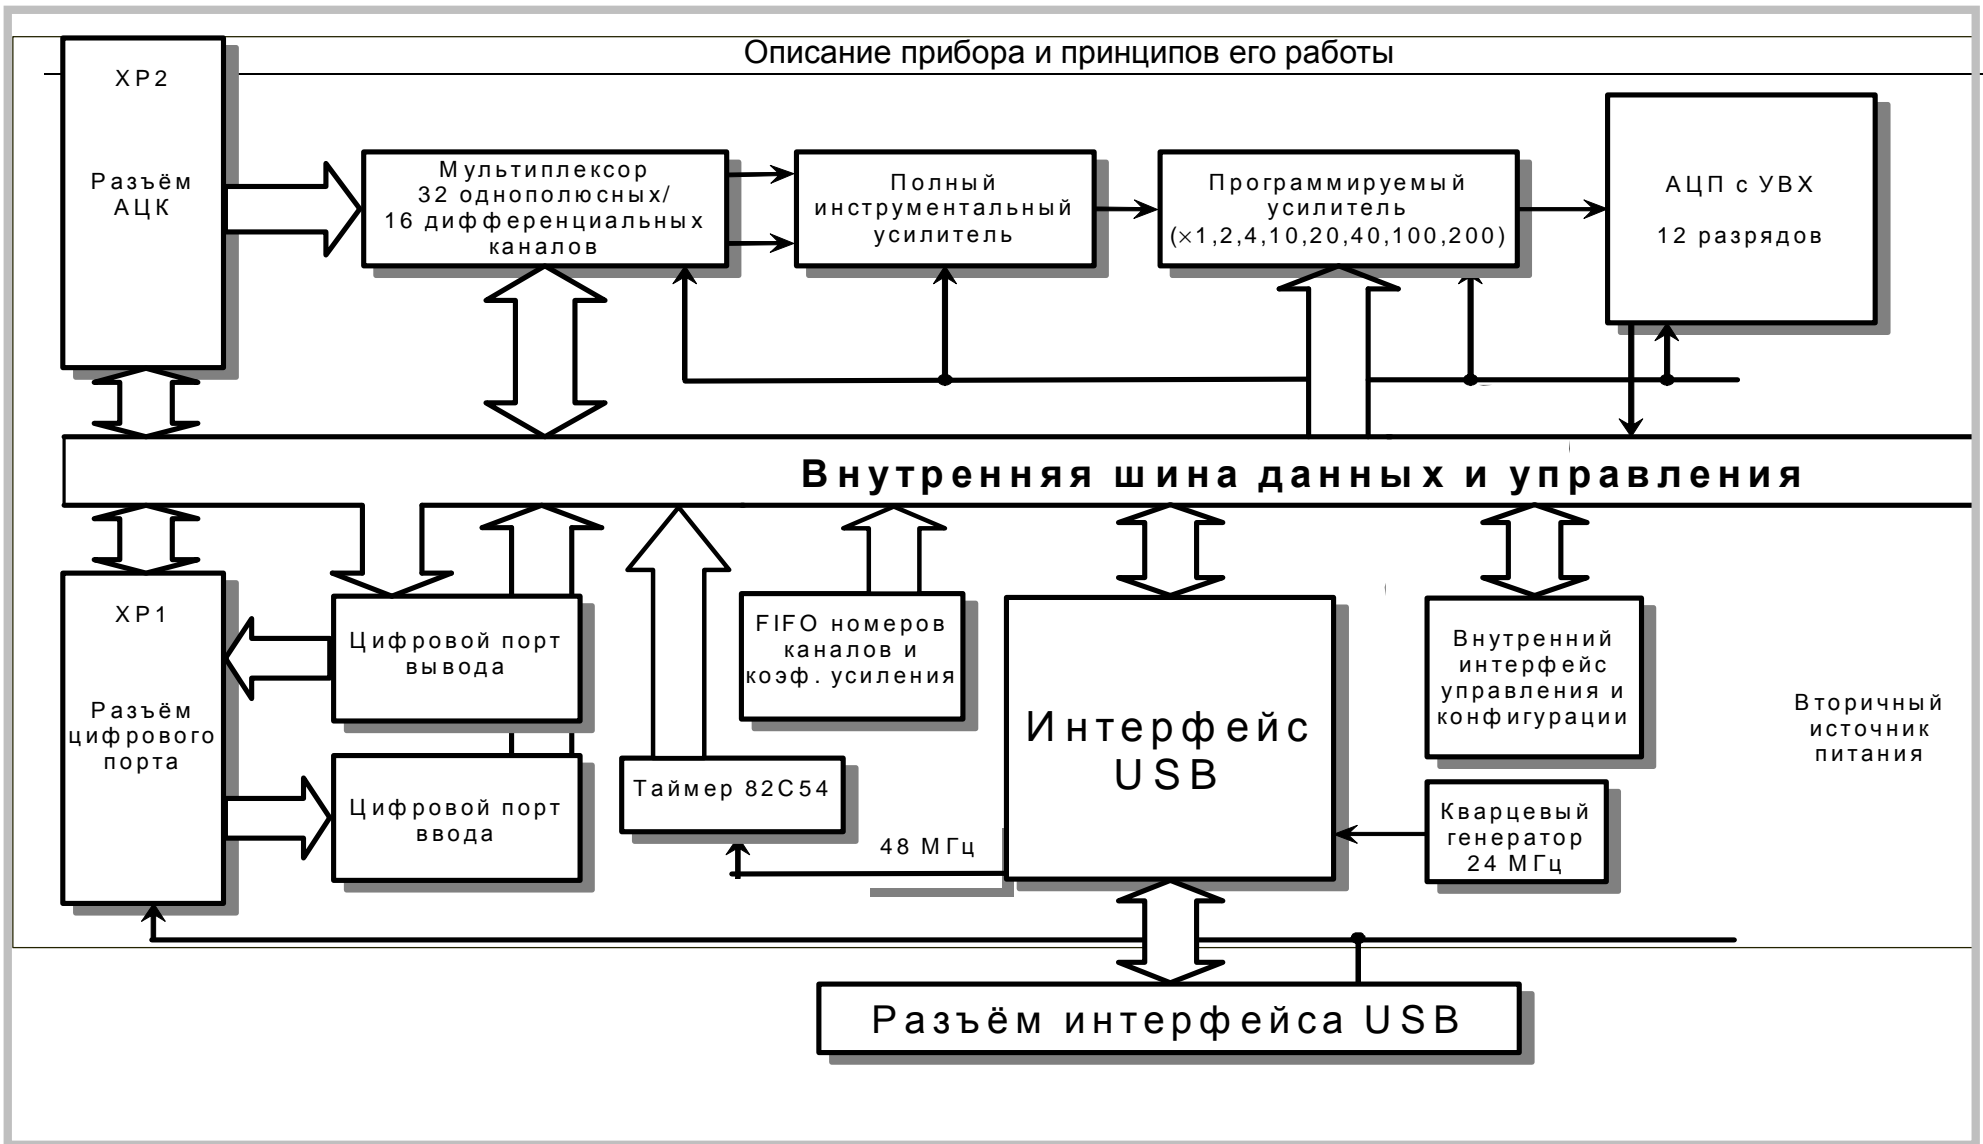 Описание прибора и принципов его работы
XP2
Разъём
АЦК
Мультиплексор
32 однополюсных/
16 дифференциальных
каналов
Полный
инструментальный
усилитель
Программируемый
усилитель
(×1,2,4,10,20,40,100,200)
АЦП с УВХ
12 разрядов
Внутренняя шина данных и управления
XP1
Разъём
цифрового
порта
Цифровой порт
вывода
Цифровой порт
ввода
Таймер 82C54
FIFO номеров
каналов и
коэф. усиления
48 МГц
Интерфейс
USB
Внутренний
интерфейс
управления и
конфигурации
Кварцевый
генератор
24 МГц
Вторичный
источник
питания
Разъём интерфейса USB